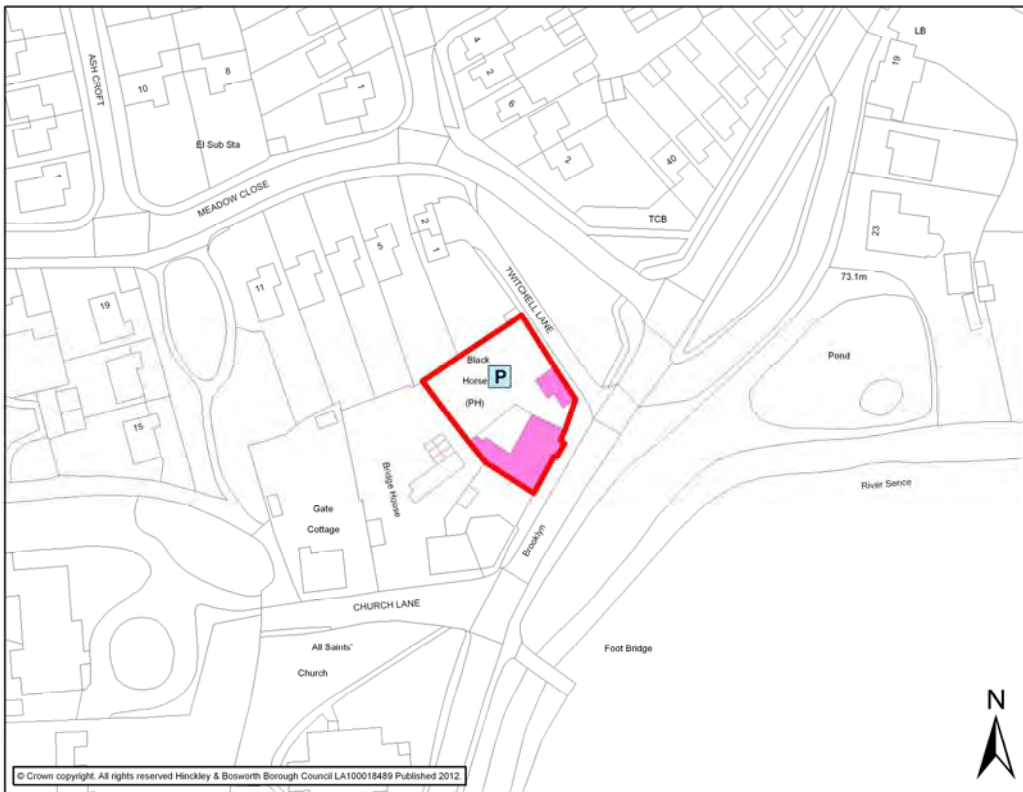 LB
4
2
19
ASH CROFT
10
8
1
6
El Sub Sta
2
40
1
MEADOW CLOSE
TCB
2
1
5
23
TWITCHELL LANE
73.1m
11
19
Black
Horse
(PH)
P
Pond
15
Bridge House
River Sence
Gate
Cottage
Brooklyn
CHURCH LANE
All Saints'
Church
Foot Bridge
N
© Crown copyright. All rights reserved Hinckley & Bosworth Borough Council LA100018489 Published 2012.